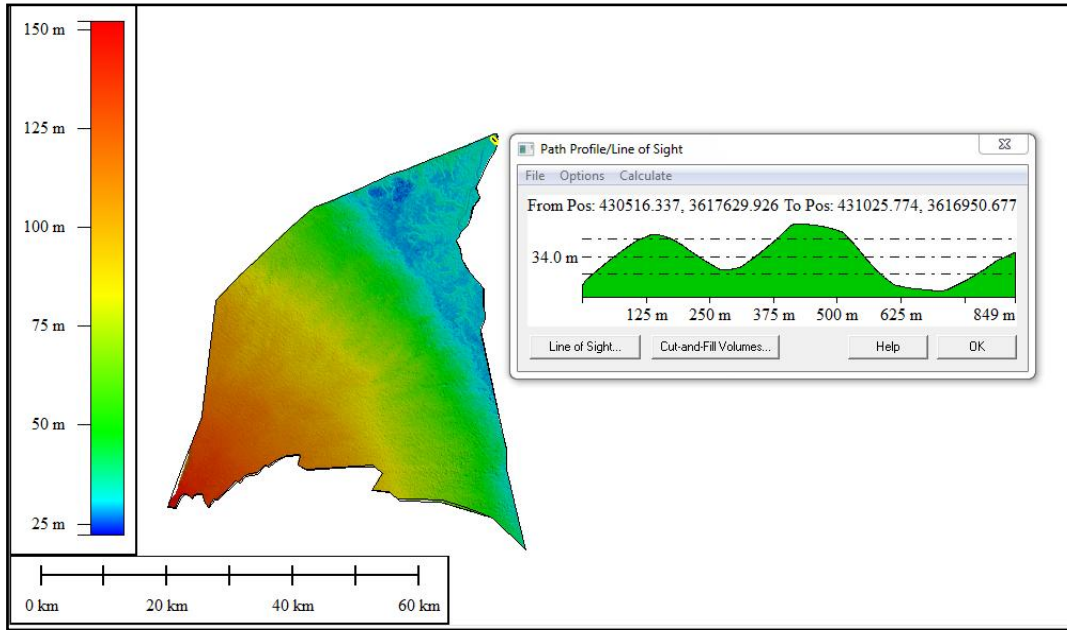 150 m
125 m
100 m
75 m
50 m
25 m
0 km 20 km 40 km 60 km
Path Profile/Line of Sight
File Options Calculate
From Pos: 430516.337, 3617629.926 To Pos: 431025.774, 3616950.677
34.0 m
125 m 250 m 375 m 500 m 625 m 849 m
Line of Sight... Cut-and-Fill Volumes... Help OK